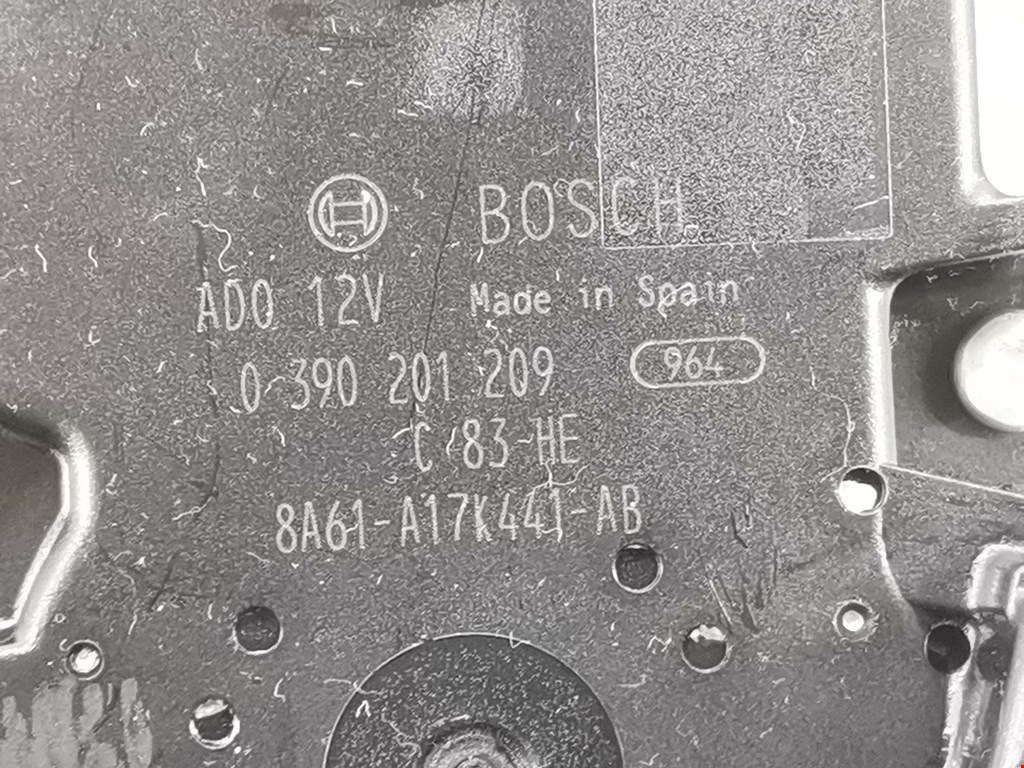 BOSCH
ADO 12V Made in Spain
0 390 201 209 964
C 83-HE
8A61-A17K441-AB